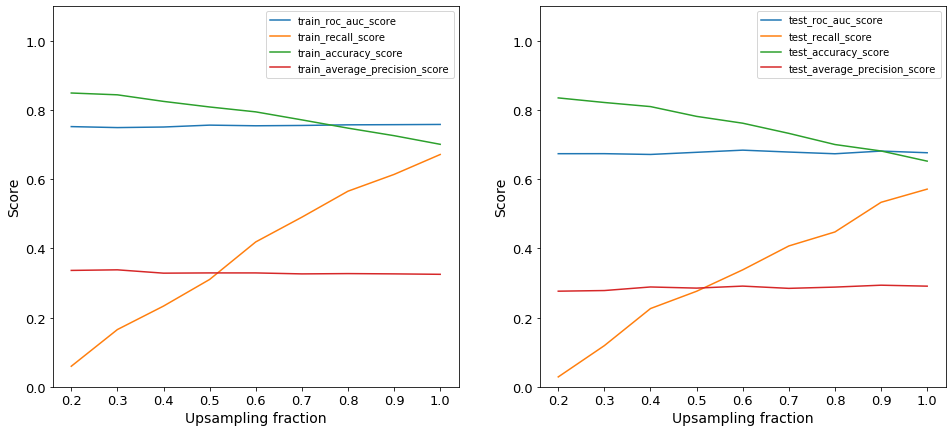 train_roc_auc_score
train_recall_score
train_accuracy_score
train_average_precision_score
1.0
0.8
0.6
0.4
0.2
0.0
Score
0.2 0.3 0.4 0.5 0.6 0.7 0.8 0.9 1.0
Upsampling fraction
test_roc_auc_score
test_recall_score
test_accuracy_score
test_average_precision_score
1.0
0.8
0.6
0.4
0.2
0.0
Score
0.2 0.3 0.4 0.5 0.6 0.7 0.8 0.9 1.0
Upsampling fraction